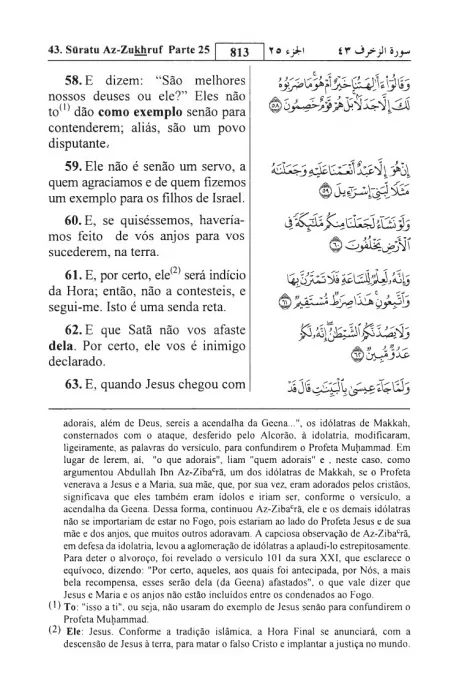 43. Sūratu Az-Zukhruf Parte 25 813 الجزء ٢٥ سورة الزخرف ٤٣
58. E dizem: "São melhores
nossos deuses ou ele?" Eles não
to(1) dão como exemplo senão para
contenderem; aliás, são um povo
disputante.
59. Ele não é senão um servo, a
quem agraciamos e de quem fizemos
um exemplo para os filhos de Israel.
60. E, se quiséssemos, havería-
mos feito de vós anjos para vos
sucederem, na terra.
61. E, por certo, ele(2) será indício
da Hora; então, não a contesteis, e
segui-me. Isto é uma senda reta.
62. E que Satã não vos afaste
dela. Por certo, ele vos é inimigo
declarado.
63. E, quando Jesus chegou com
وَقَالُوٓا۟ ءَأَٰلِهَتُنَا خَيْرٌ أَمْ هُوَ مَا ضَرَبُوهُ
لَكَ إِلَّا جَدَلًۢا بَلْ هُمْ قَوْمٌ خَصِمُونَ ﴿٥٨﴾
إِنْ هُوَ إِلَّا عَبْدٌ أَنْعَمْنَا عَلَيْهِ وَجَعَلْنَٰهُ
مَثَلًا لِّبَنِىٓ إِسْرَٰٓءِيلَ ﴿٥٩﴾
وَلَوْ نَشَآءُ لَجَعَلْنَا مِنكُم مَّلَٰٓئِكَةً فِى
ٱلْأَرْضِ يَخْلُفُونَ ﴿٦٠﴾
وَإِنَّهُۥ لَعِلْمٌ لِّلسَّاعَةِ فَلَا تَمْتَرُنَّ بِهَا
وَٱتَّبِعُونِ هَٰذَا صِرَٰطٌ مُّسْتَقِيمٌ ﴿٦١﴾
وَلَا يَصُدَّنَّكُمُ ٱلشَّيْطَٰنُ إِنَّهُۥ لَكُمْ
عَدُوٌّ مُّبِينٌ ﴿٦٢﴾
وَلَمَّا جَآءَ عِيسَىٰ بِٱلْبَيِّنَٰتِ قَالَ قَدْ
adorais, além de Deus, sereis a acendalha da Geena...", os idólatras de Makkah,
consternados com o ataque, desferido pelo Alcorão, à idolatria, modificaram,
ligeiramente, as palavras do versículo, para confundirem o Profeta Muḥammad. Em
lugar de lerem, aí, "o que adorais", liam "quem adorais" e , neste caso, como
argumentou Abdullah Ibn Az-Zibaᶜrā, um dos idólatras de Makkah, se o Profeta
venerava a Jesus e a Maria, sua mãe, que, por sua vez, eram adorados pelos cristãos,
significava que eles também eram ídolos e iriam ser, conforme o versículo, a
acendalha da Geena. Dessa forma, continuou Az-Zibaᶜrā, ele e os demais idólatras
não se importariam de estar no Fogo, pois estariam ao lado do Profeta Jesus e de sua
mãe e dos anjos, que muitos outros adoravam. A capciosa observação de Az-Zibaᶜrā,
em defesa da idolatria, levou a aglomeração de idólatras a aplaudi-lo estrepitosamente.
Para deter o alvoroço, foi revelado o versículo 101 da sura XXI, que esclarece o
equívoco, dizendo: "Por certo, aqueles, aos quais foi antecipada, por Nós, a mais
bela recompensa, esses serão dela (da Geena) afastados", o que vale dizer que
Jesus e Maria e os anjos não estão incluídos entre os condenados ao Fogo.
(1) To: "isso a ti", ou seja, não usaram do exemplo de Jesus senão para confundirem o
Profeta Muḥammad.
(2) Ele: Jesus. Conforme a tradição islâmica, a Hora Final se anunciará, com a
descensão de Jesus à terra, para matar o falso Cristo e implantar a justiça no mundo.